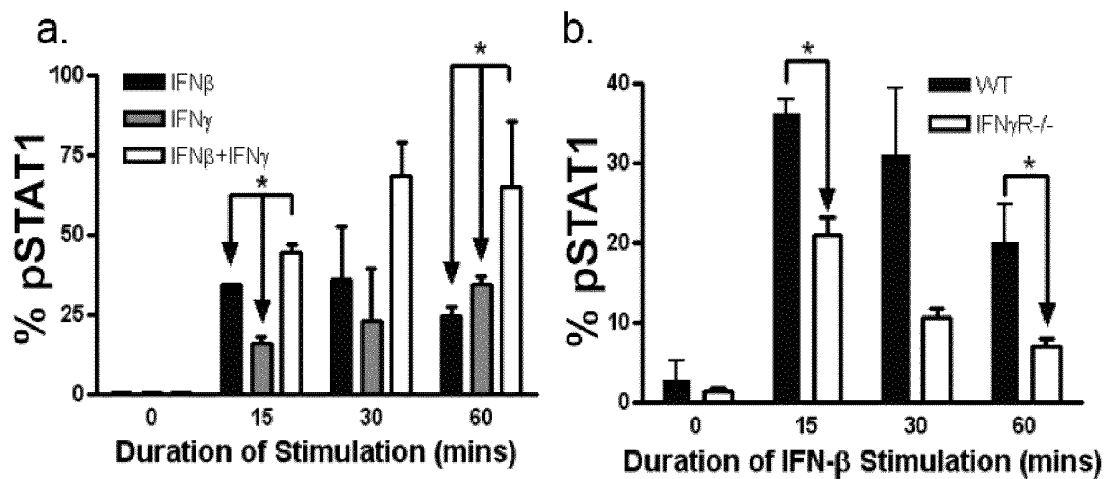 a.
% pSTAT1
100
75
50
25
0
IFNβ
IFNγ
IFNβ+IFNγ
*
*
0 15 30 60
Duration of Stimulation (mins)
b.
% pSTAT1
40
30
20
10
0
WT
IFNγR-/-
*
*
0 15 30 60
Duration of IFN-β Stimulation (mins)